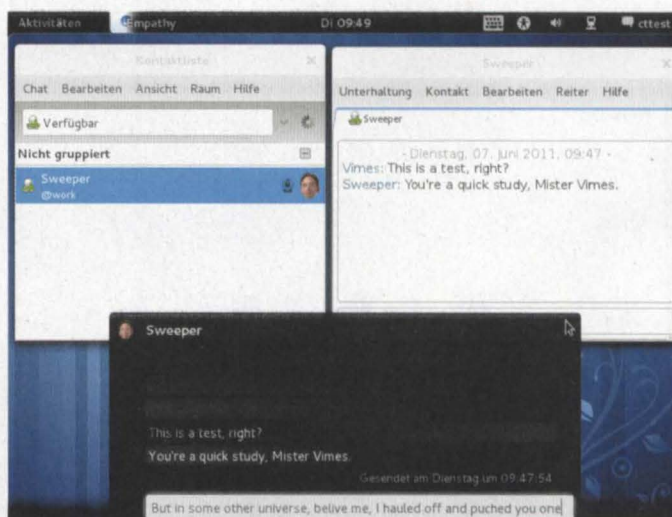 Aktivitäten Empathy Di 09:49 cttest
Kontaktliste
Chat Bearbeiten Ansicht Raum Hilfe
Verfügbar
Nicht gruppiert
Sweeper
@work
Sweeper
Unterhaltung Kontakt Bearbeiten Reiter Hilfe
Sweeper
- Dienstag, 07. Juni 2011, 09:47 -
Vimes: This is a test, right?
Sweeper: You're a quick study, Mister Vimes.
Sweeper
This is a test, right?
You're a quick study, Mister Vimes.
Gesendet am Dienstag um 09:47:54
But in some other universe, belive me, I hauled off and puched you one